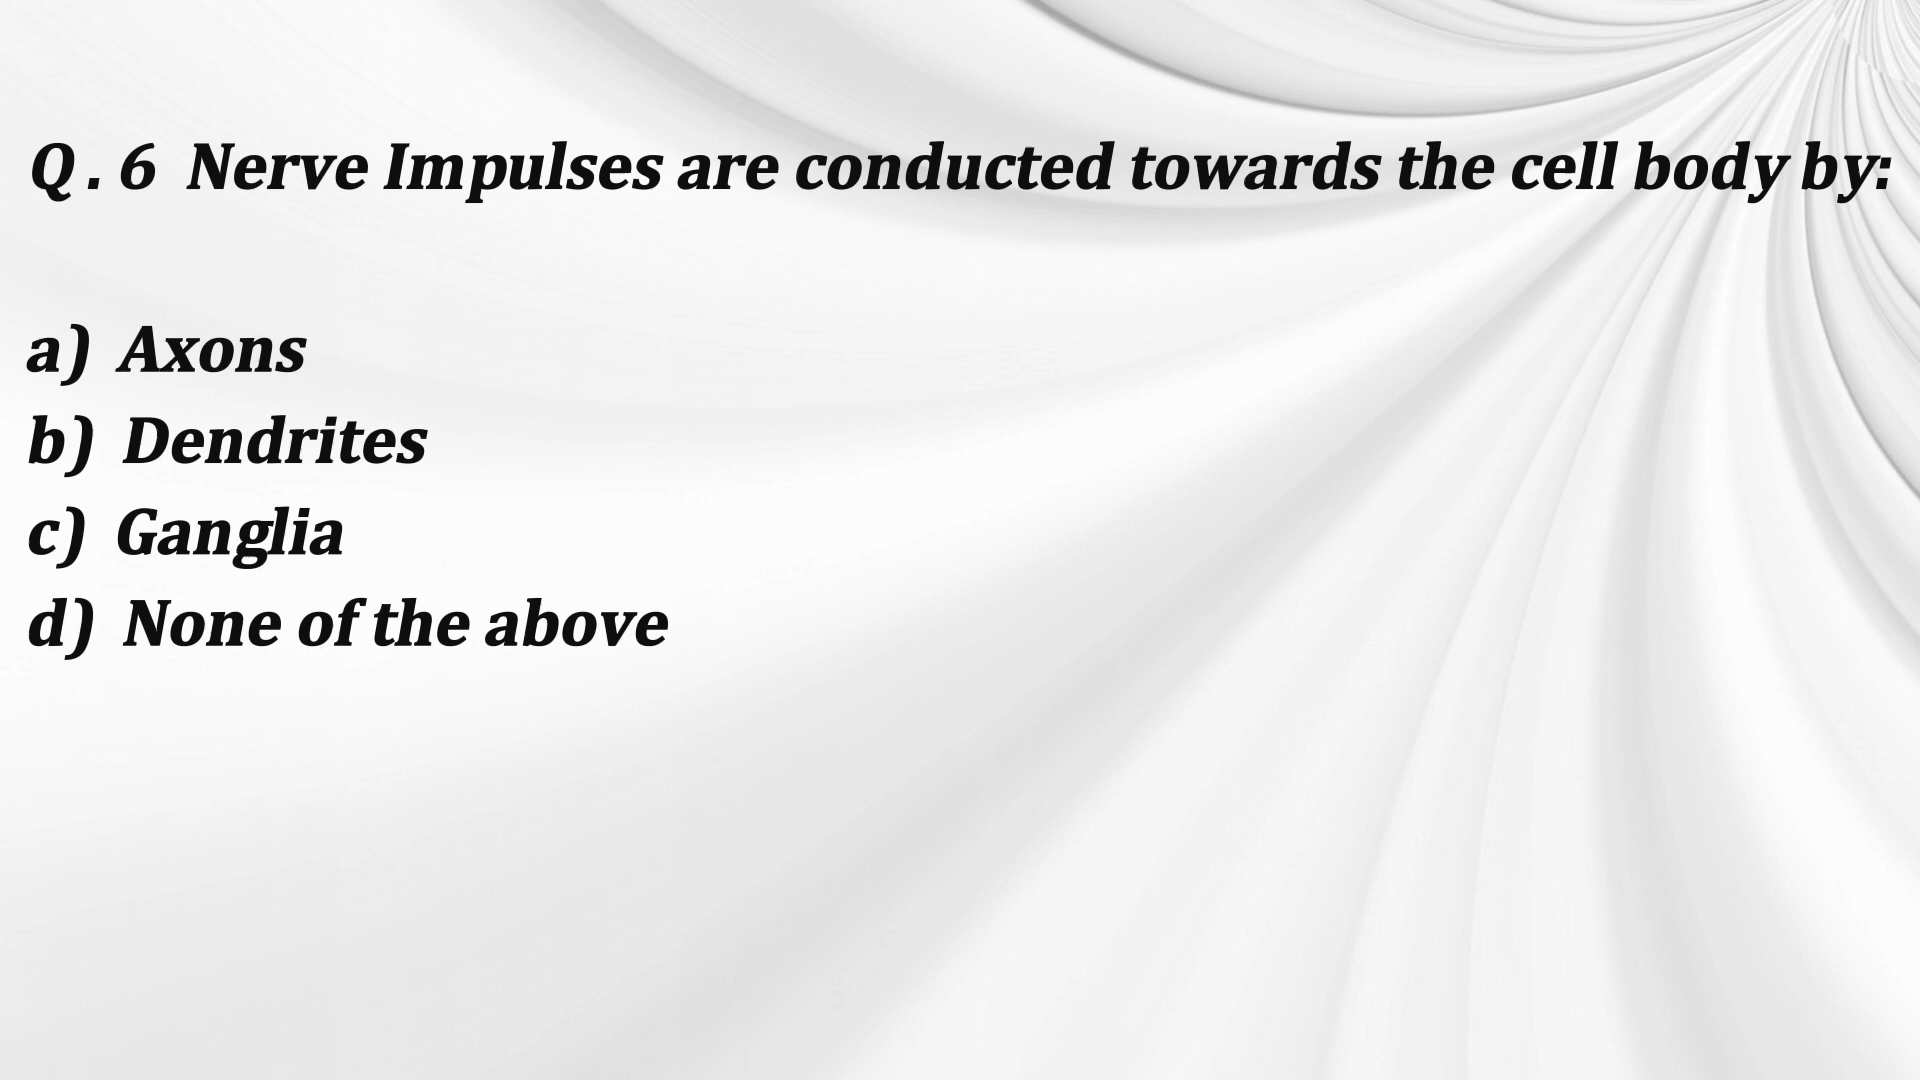 Q . 6 Nerve Impulses are conducted towards the cell body by:
a) Axons
b) Dendrites
c) Ganglia
d) None of the above